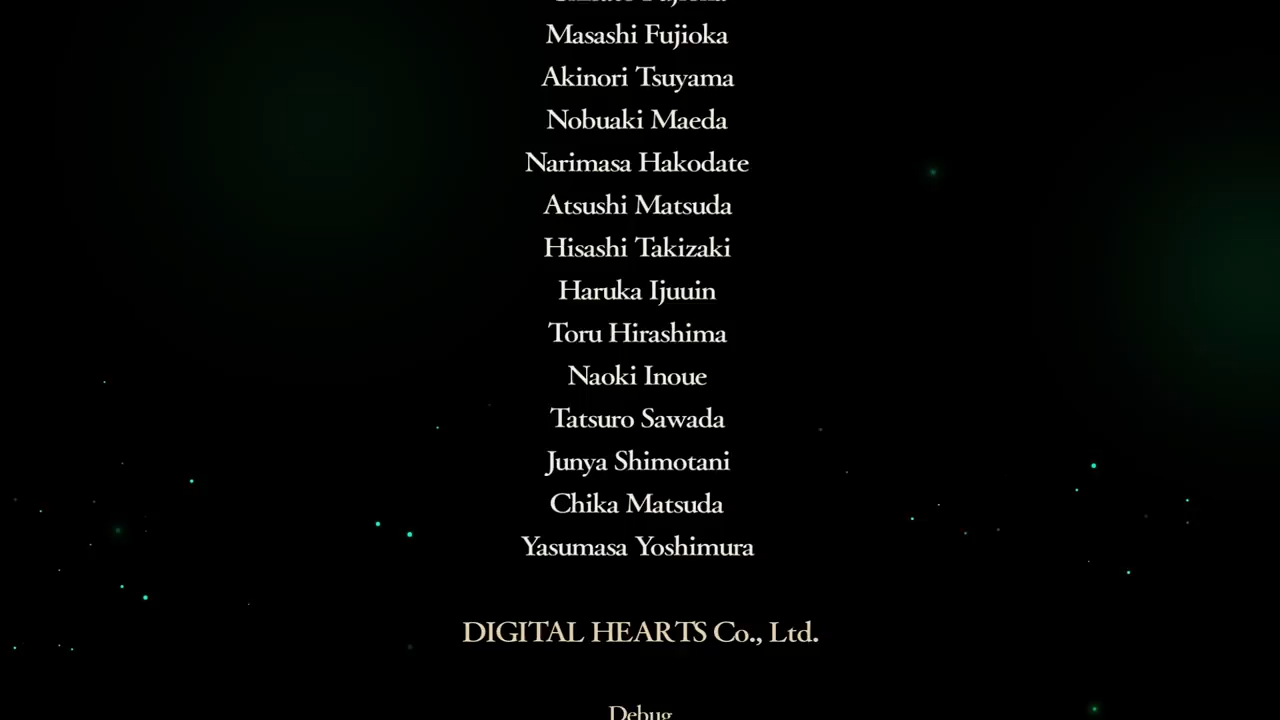 Masashi Fujioka
Akinori Tsuyama
Nobuaki Maeda
Narimasa Hakodate
Atsushi Matsuda
Hisashi Takizaki
Haruka Ijuuin
Toru Hirashima
Naoki Inoue
Tatsuro Sawada
Junya Shimotani
Chika Matsuda
Yasumasa Yoshimura
DIGITAL HEARTS Co., Ltd.
Debug